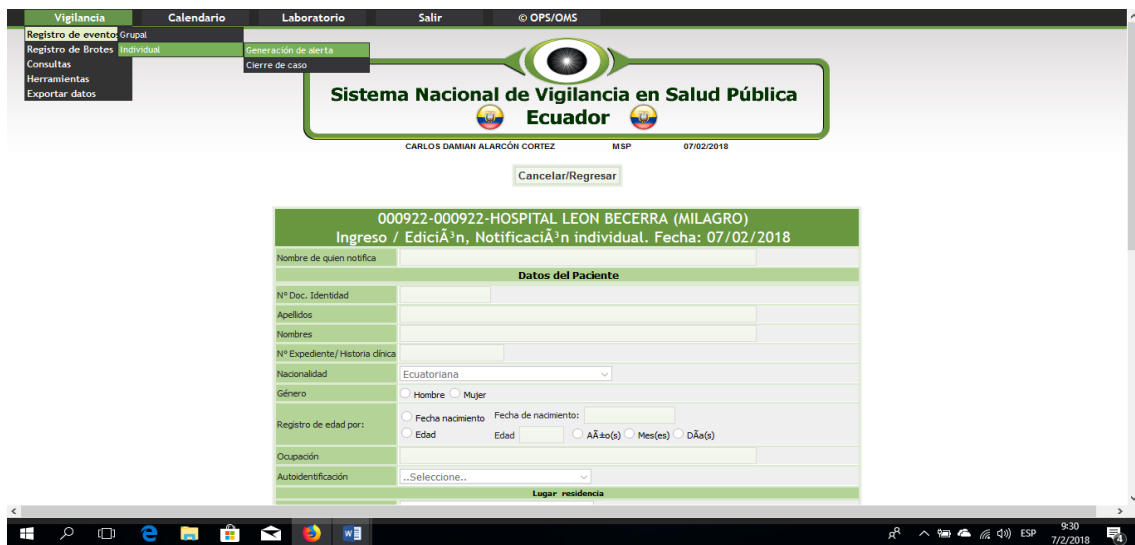 Vigilancia Calendario Laboratorio Salir © OPS/OMS
Registro de evento: Grupal
Registro de Brotes Individual Generación de alerta
Consultas Cierre de caso
Herramientas
Exportar datos
Sistema Nacional de Vigilancia en Salud Pública
Ecuador
CARLOS DAMIAN ALARCÓN CORTEZ MSP 07/02/2018
Cancelar/Regresar
000922-000922-HOSPITAL LEON BECERRA (MILAGRO)
Ingreso / EdiciÃ³n, NotificaciÃ³n individual. Fecha: 07/02/2018
Nombre de quien notifica
Datos del Paciente
Nº Doc. Identidad
Apellidos
Nombres
Nº Expediente/ Historia clínica
Nacionalidad Ecuatoriana
Género Hombre Mujer
Registro de edad por: Fecha nacimiento Fecha de nacimiento:
Edad Edad AÃ±o(s) Mes(es) DÃa(s)
Ocupación
Autoidentificación ..Seleccione..
Lugar residencia
ESP 9:30
7/2/2018